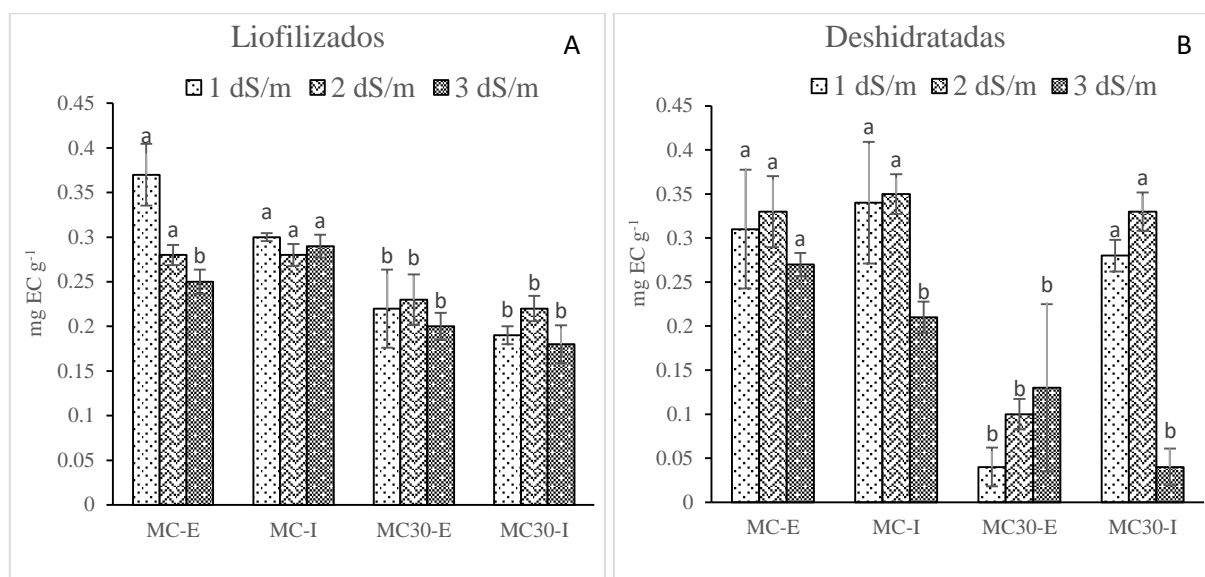 Liofilizados
A
1 dS/m 2 dS/m 3 dS/m
0.45
0.4
0.35
0.3
0.25
0.2
0.15
0.1
0.05
0
mg EC g⁻¹
a
a
b
a
a
a
b
b
b
b
b
b
MC-E MC-I MC30-E MC30-I
Deshidratadas
B
1 dS/m 2 dS/m 3 dS/m
0.45
0.4
0.35
0.3
0.25
0.2
0.15
0.1
0.05
0
mg EC g⁻¹
a
a
a
a
a
b
b
b
b
a
a
b
MC-E MC-I MC30-E MC30-I